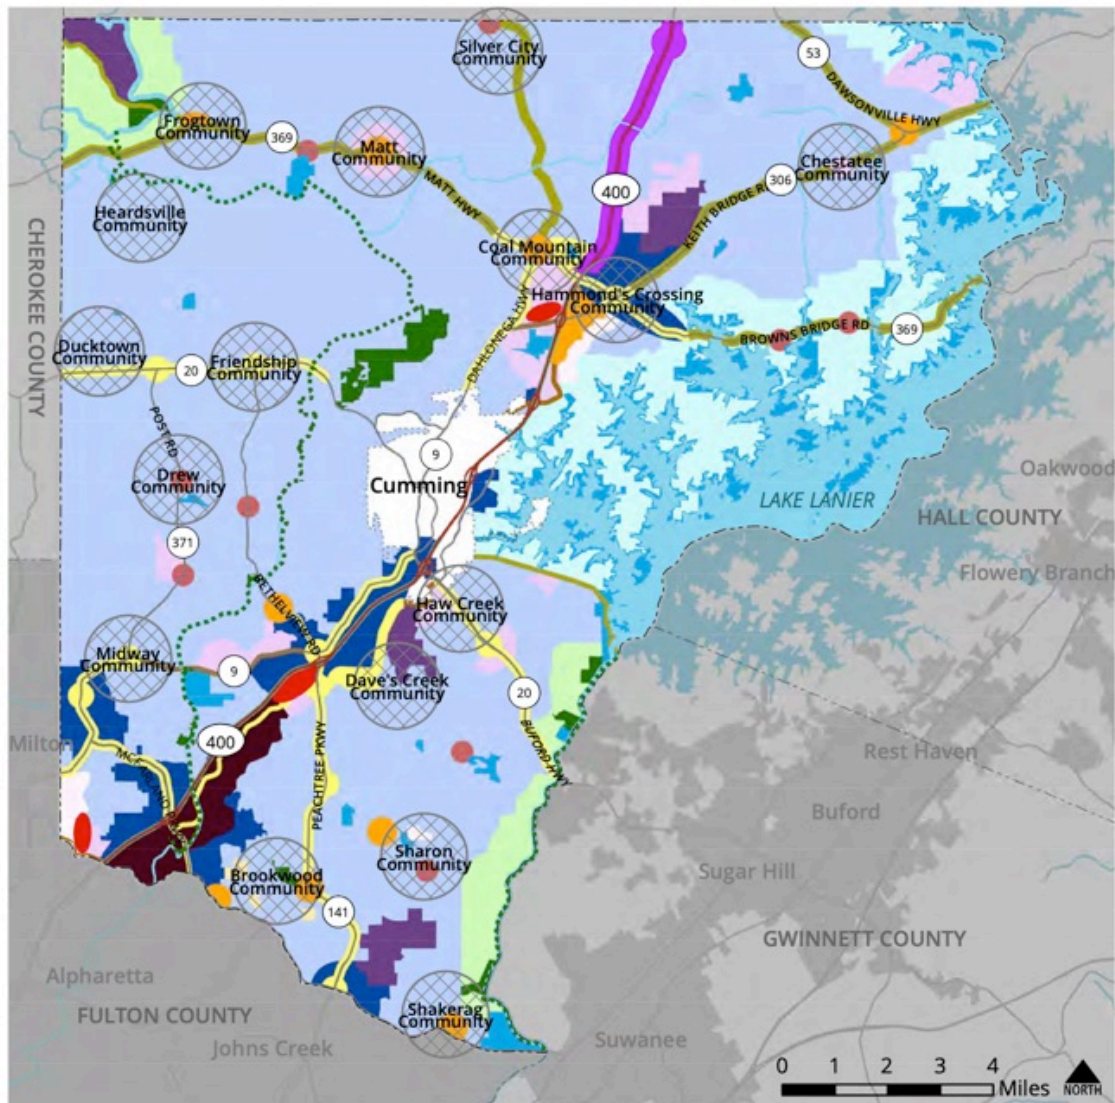 Silver City
Community
53
DAWSONVILLE HWY
Frogtown
Community
369
Matt
Community
MATT HWY
400
306
KEITH BRIDGE R
Chestatee
Community
Heardsville
Community
CHEROKEE COUNTY
Coal Mountain
Community
Hammond's Crossing
Community
DAHLONEGA HWY
BROWNS BRIDGE RD
369
Ducktown
Community
20
Friendship
Community
POST RD
9
Cumming
Drew
Community
371
LAKE LANIER
Oakwood
HALL COUNTY
Flowery Branch
BETHELVIEW RD
Haw Creek
Community
Midway
Community
9
Dave's Creek
Community
20
BUFORD HWY
400
Milton
PEACHTREE PKWY
Rest Haven
Buford
Sharon
Community
Sugar Hill
Brookwood
Community
141
GWINNETT COUNTY
Alpharetta
FULTON COUNTY
Shakerag
Community
Johns Creek
Suwanee
0 1 2 3 4
Miles
NORTH